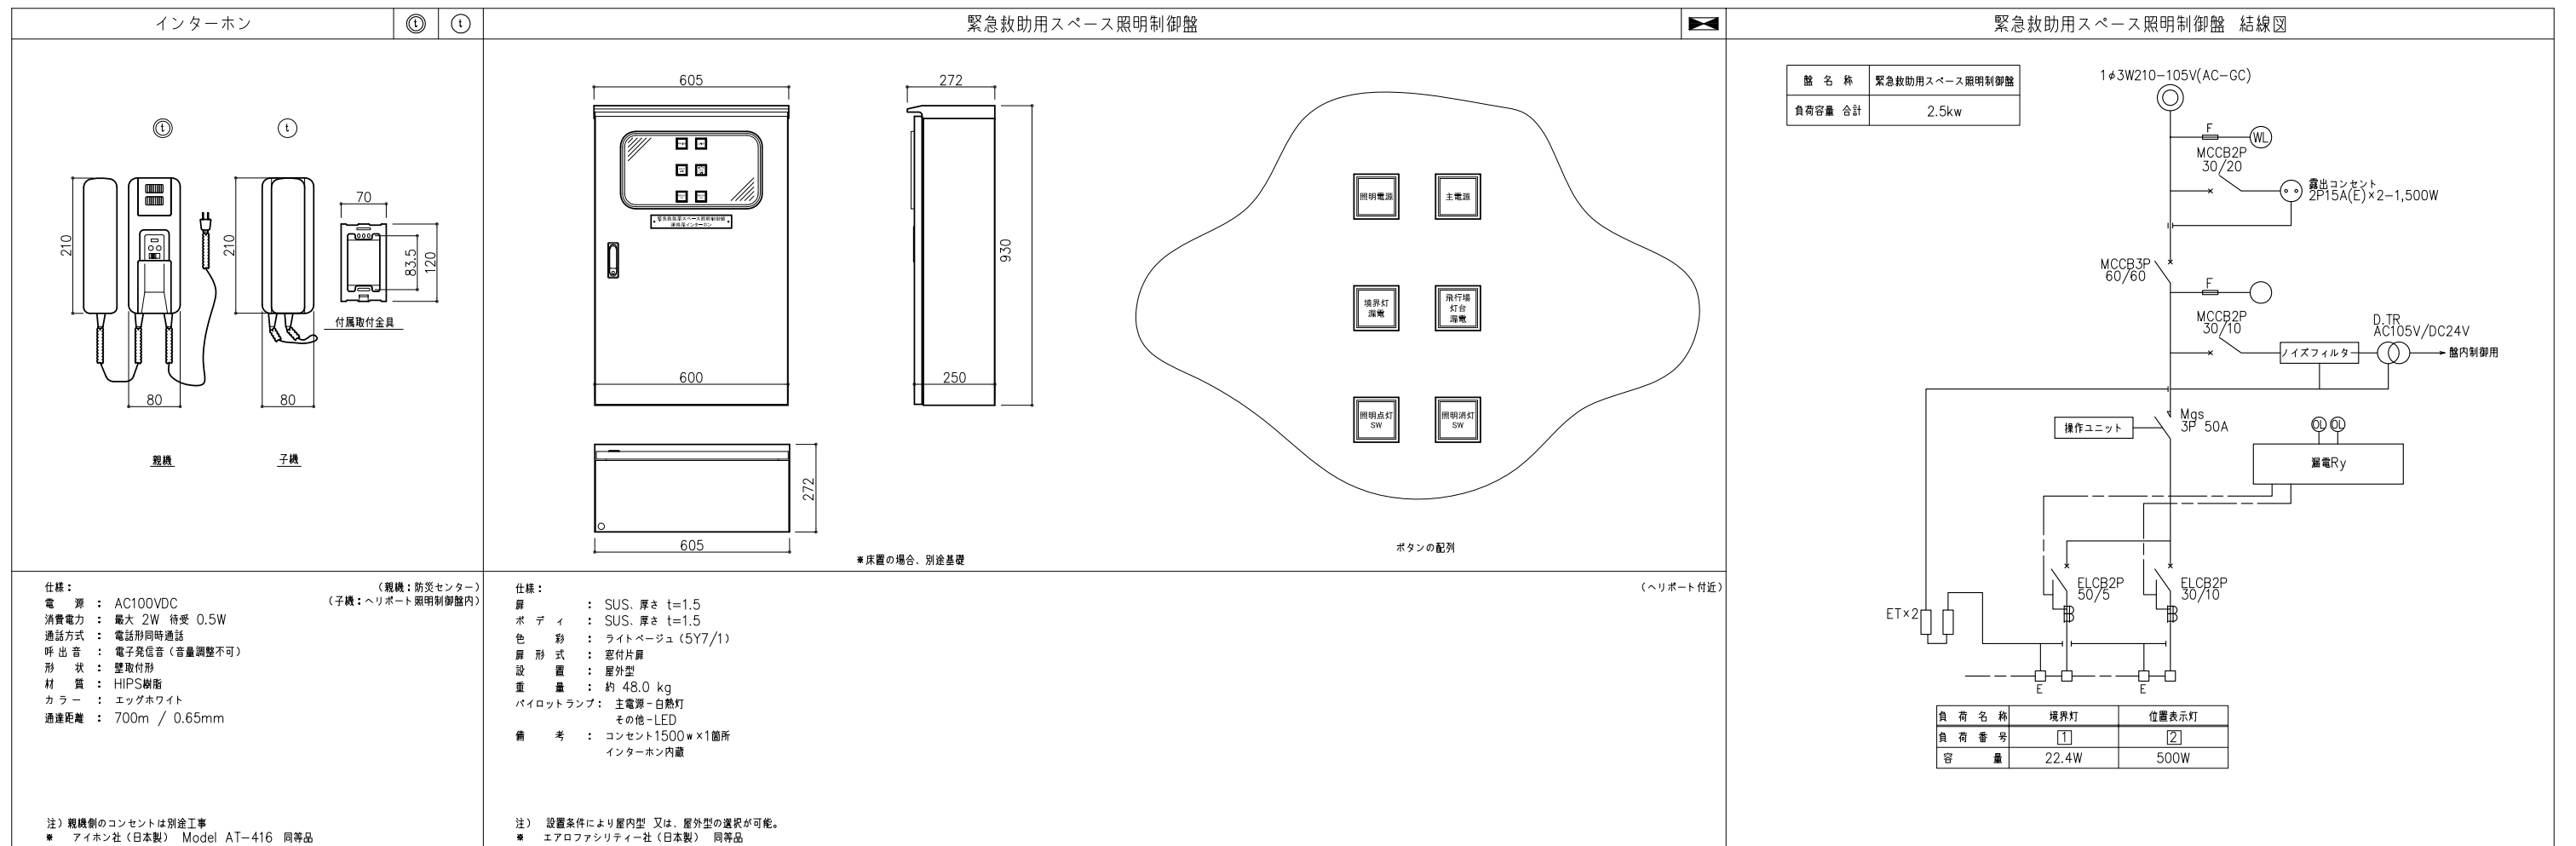 インターホン
t
t
緊急救助用スペース照明制御盤
緊急救助用スペース照明制御盤 結線図
t
t
210
80
210
80
70
83.5
120
付属取付金具
親機
子機
仕様：
（親機：防災センター）
（子機：ヘリポート照明制御盤内）
電 源 ： AC100VDC
消費電力 ： 最大 2W 待受 0.5W
通話方式 ： 電話形同時通話
呼出音 ： 電子発信音（音量調整不可）
形 状 ： 壁取付形
材 質 ： HIPS樹脂
カラー ： エッグホワイト
通達距離 ： 700m / 0.65mm
注）親機側のコンセントは別途工事
※ アイホン社（日本製） Model AT-416 同等品
605
272
緊急救助用スペース照明制御盤
連絡用インターホン
930
600
250
272
605
※床置の場合、別途基礎
照明電源
主電源
境界灯
漏電
飛行場
灯台
漏電
照明点灯
SW
照明消灯
SW
ボタンの配列
仕様：
（ヘリポート付近）
扉 ： SUS、厚さ t=1.5
ボディ ： SUS、厚さ t=1.5
色 彩 ： ライトベージュ（5Y7/1）
扉形式 ： 窓付片扉
設 置 ： 屋外型
重 量 ： 約 48.0 kg
パイロットランプ： 主電源－白熱灯
その他－LED
備 考 ： コンセント1500w×1箇所
インターホン内蔵
注） 設置条件により屋内型 又は、屋外型の選択が可能。
※ エアロファシリティー社（日本製） 同等品
盤名称 緊急救助用スペース照明制御盤
負荷容量 合計 2.5kw
1φ3W210-105V(AC-GC)
F
WL
MCCB2P
30/20
露出コンセント
2P15A(E)×2-1,500W
MCCB3P
60/60
F
MCCB2P
30/10
ノイズフィルタ
D.TR
AC105V/DC24V
盤内制御用
操作ユニット
Mgs
3P 50A
OL OL
漏電Ry
ELCB2P
50/5
ELCB2P
30/10
ET×2
E
E
負荷名称 境界灯 位置表示灯
負荷番号 1 2
容量 22.4W 500W